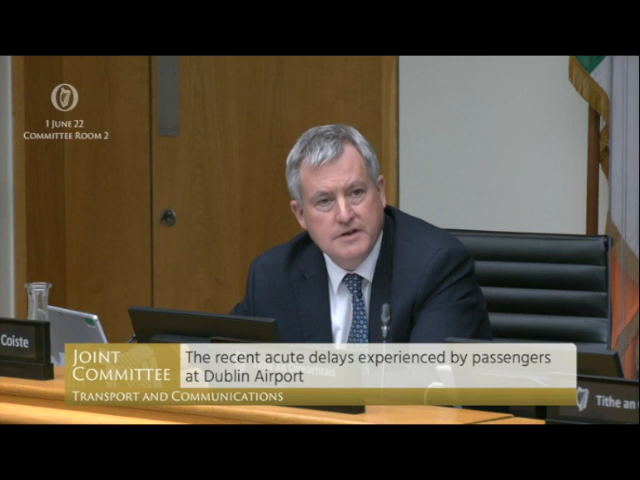 1 June 22
Committee Room 2
Coiste
Joint
Committee
The recent acute delays experienced by passengers
at Dublin Airport
Transport and Communications
Tithe an